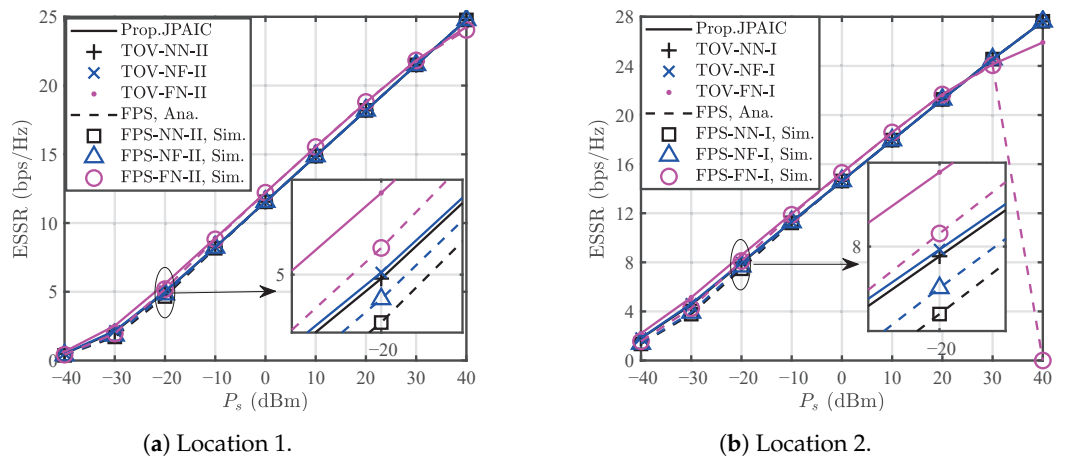 25
20
15
10
5
0
ESSR (bps/Hz)
Prop.JPAIC
TOV-NN-II
TOV-NF-II
TOV-FN-II
FPS, Ana.
FPS-NN-II, Sim.
FPS-NF-II, Sim.
FPS-FN-II, Sim.
5
−20
−40 −30 −20 −10 0 10 20 30 40
P_s (dBm)
(a) Location 1.
28
24
20
16
12
8
4
0
ESSR (bps/Hz)
Prop.JPAIC
TOV-NN-I
TOV-NF-I
TOV-FN-I
FPS, Ana.
FPS-NN-I, Sim.
FPS-NF-I, Sim.
FPS-FN-I, Sim.
8
−20
−40 −30 −20 −10 0 10 20 30 40
P_s (dBm)
(b) Location 2.